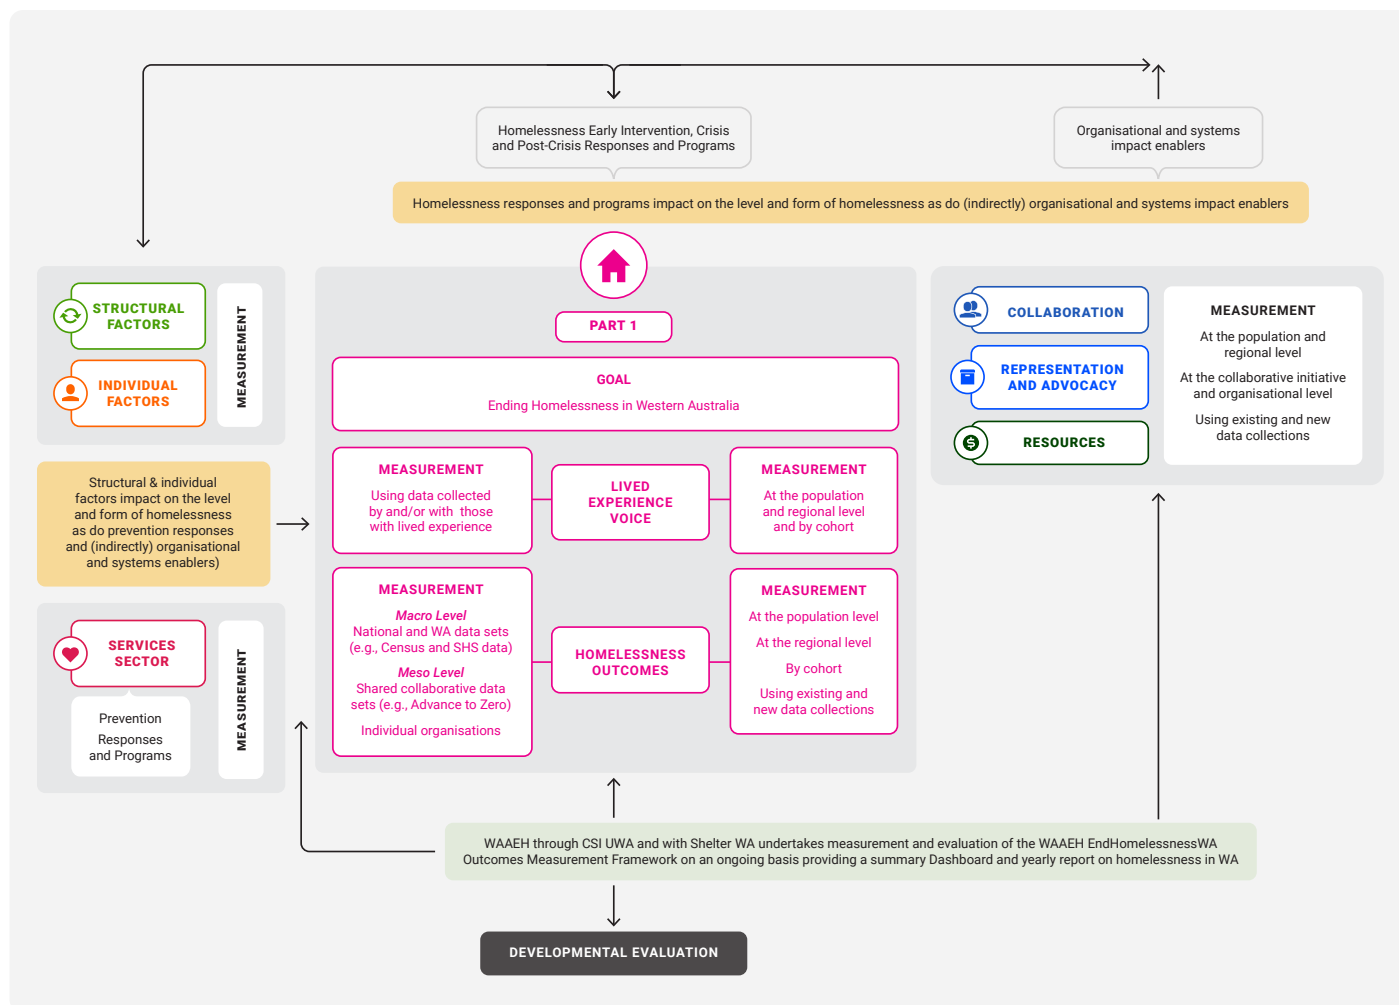 Homelessness Early Intervention, Crisis
and Post-Crisis Responses and Programs
Organisational and systems
impact enablers
Homelessness responses and programs impact on the level and form of homelessness as do (indirectly) organisational and systems impact enablers
STRUCTURAL
FACTORS
INDIVIDUAL
FACTORS
MEASUREMENT
Structural & individual
factors impact on the level
and form of homelessness
as do prevention responses
and (indirectly) organisational
and systems enablers)
SERVICES
SECTOR
Prevention
Responses
and Programs
MEASUREMENT
PART 1
GOAL
Ending Homelessness in Western Australia
MEASUREMENT
Using data collected
by and/or with those
with lived experience
LIVED
EXPERIENCE
VOICE
MEASUREMENT
At the population
and regional level
and by cohort
MEASUREMENT
Macro Level
National and WA data sets
(e.g., Census and SHS data)
Meso Level
Shared collaborative data
sets (e.g., Advance to Zero)
Individual organisations
HOMELESSNESS
OUTCOMES
MEASUREMENT
At the population level
At the regional level
By cohort
Using existing and
new data collections
COLLABORATION
REPRESENTATION
AND ADVOCACY
RESOURCES
MEASUREMENT
At the population and
regional level
At the collaborative initiative
and organisational level
Using existing and new
data collections
WAAEH through CSI UWA and with Shelter WA undertakes measurement and evaluation of the WAAEH EndHomelessnessWA
Outcomes Measurement Framework on an ongoing basis providing a summary Dashboard and yearly report on homelessness in WA
DEVELOPMENTAL EVALUATION